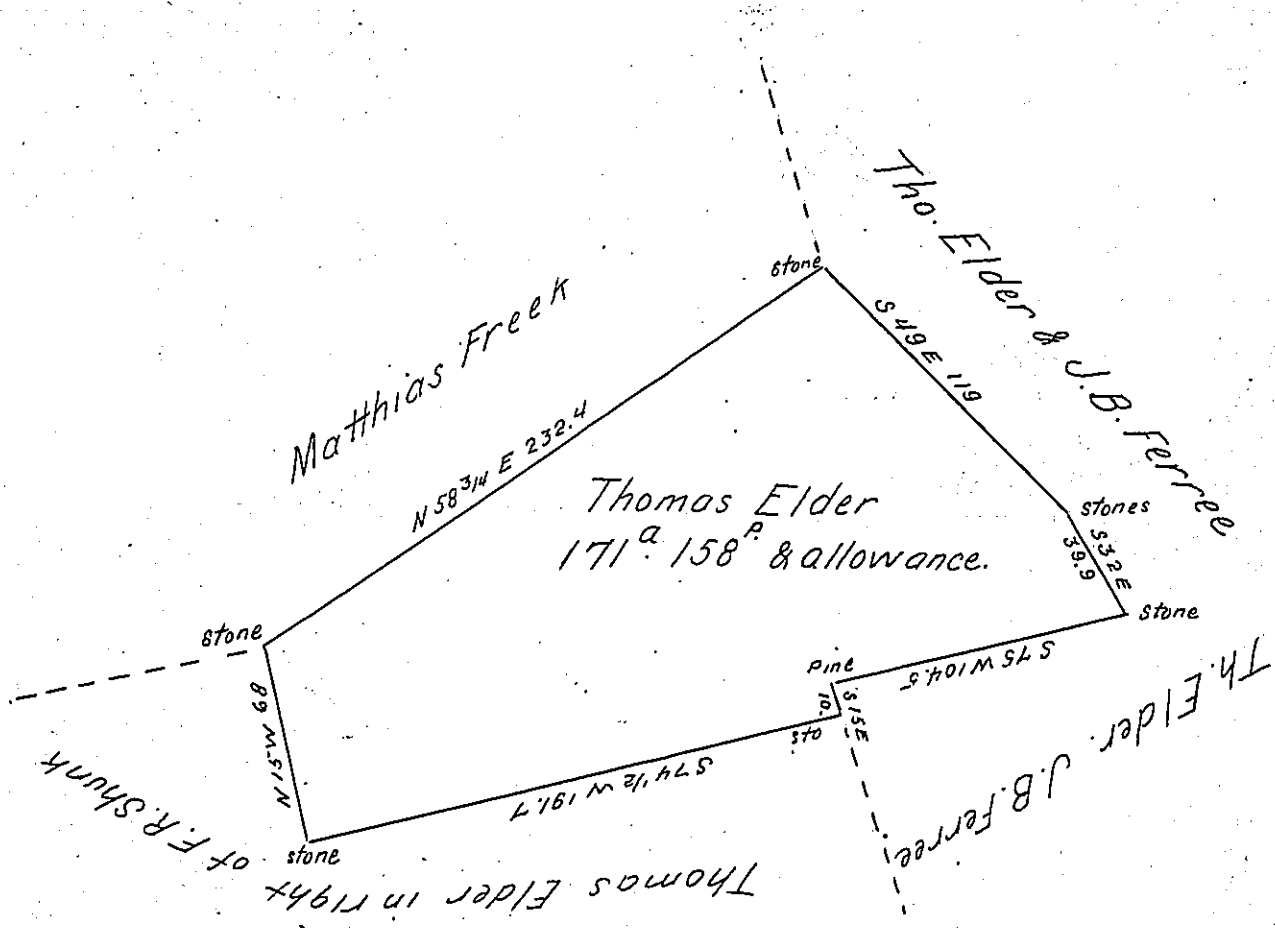 Matthias Freek
Tho. Elder & J.B. Ferree
stone
N 58 3/4 E 232.4
S 49 E 119
Thomas Elder
171a. 158p. & allowance.
stones
S 32 E
39.9
Stone
S 75 W 104.5
Pine
S 15 E
10.
sto
S 74 1/2 W 191.7
stone
N 15 W 68
stone
Th. Elder. J.B. Ferree
Thomas Elder in right
of F.R. Shunk